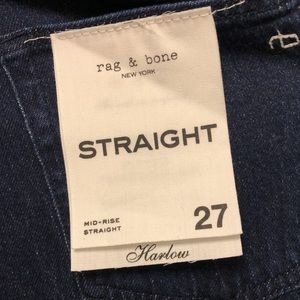 rag & bone
NEW YORK
STRAIGHT
MID-RISE
STRAIGHT
27
Harlow